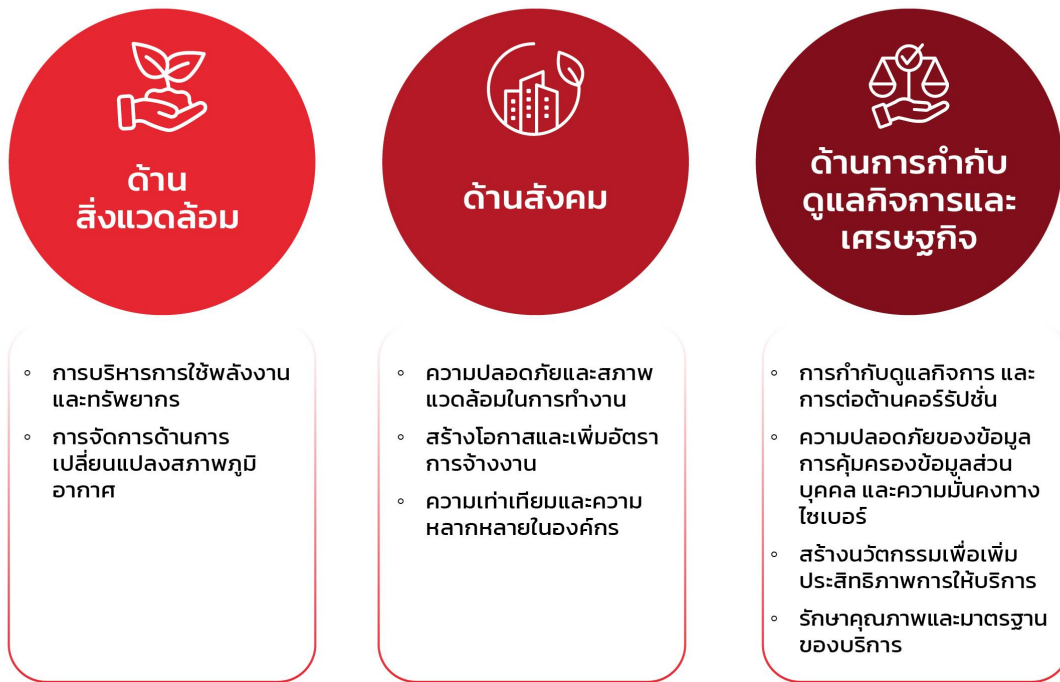 ด้าน
สิ่งแวดล้อม
◦ การบริหารการใช้พลังงาน
และทรัพยากร
◦ การจัดการด้านการ
เปลี่ยนแปลงสภาพภูมิ
อากาศ
ด้านสังคม
◦ ความปลอดภัยและสภาพ
แวดล้อมในการทำงาน
◦ สร้างโอกาสและเพิ่มอัตรา
การจ้างงาน
◦ ความเท่าเทียมและความ
หลากหลายในองค์กร
ด้านการกำกับ
ดูแลกิจการและ
เศรษฐกิจ
◦ การกำกับดูแลกิจการ และ
การต่อต้านคอร์รัปชั่น
◦ ความปลอดภัยของข้อมูล
การคุ้มครองข้อมูลส่วน
บุคคล และความมั่นคงทาง
ไซเบอร์
◦ สร้างนวัตกรรมเพื่อเพิ่ม
ประสิทธิภาพการให้บริการ
◦ รักษาคุณภาพและมาตรฐาน
ของบริการ